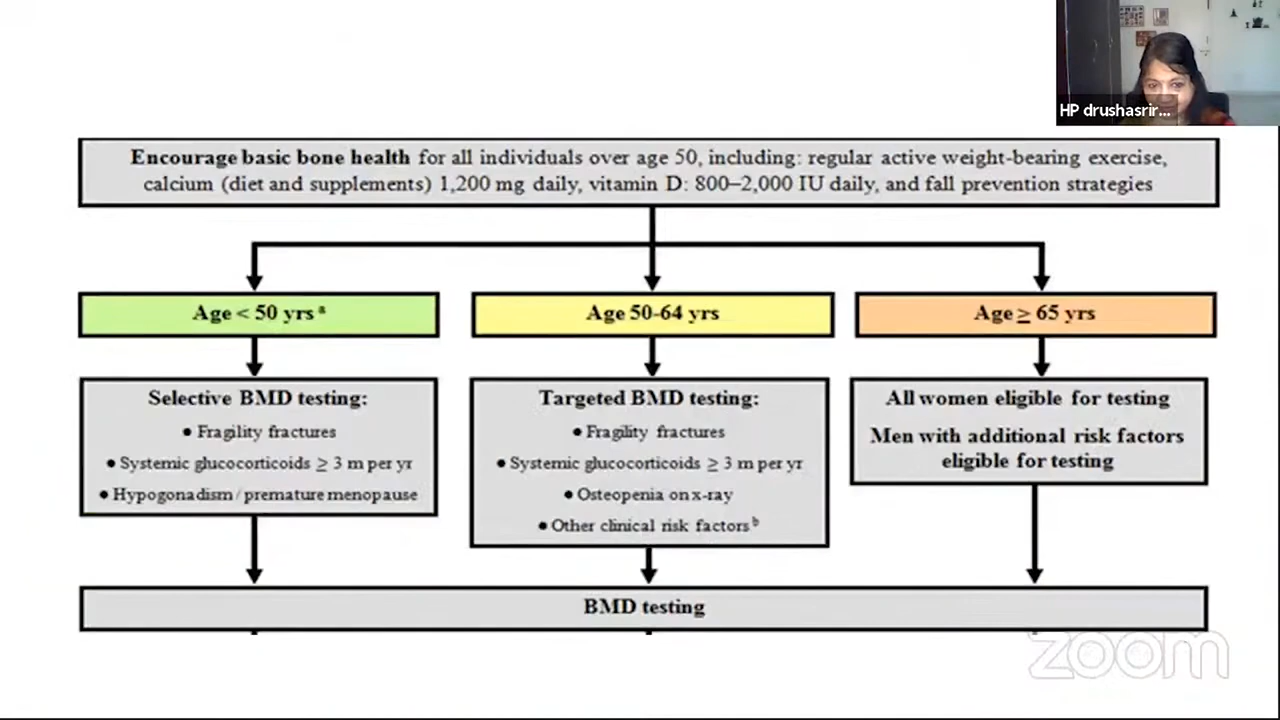 HP drushasrir...
Encourage basic bone health for all individuals over age 50, including: regular active weight-bearing exercise,
calcium (diet and supplements) 1,200 mg daily, vitamin D: 800–2,000 IU daily, and fall prevention strategies
Age < 50 yrs a
Age 50-64 yrs
Age ≥ 65 yrs
Selective BMD testing:
● Fragility fractures
● Systemic glucocorticoids ≥ 3 m per yr
● Hypogonadism / premature menopause
Targeted BMD testing:
● Fragility fractures
● Systemic glucocorticoids ≥ 3 m per yr
● Osteopenia on x-ray
● Other clinical risk factors b
All women eligible for testing
Men with additional risk factors
eligible for testing
BMD testing
zoom